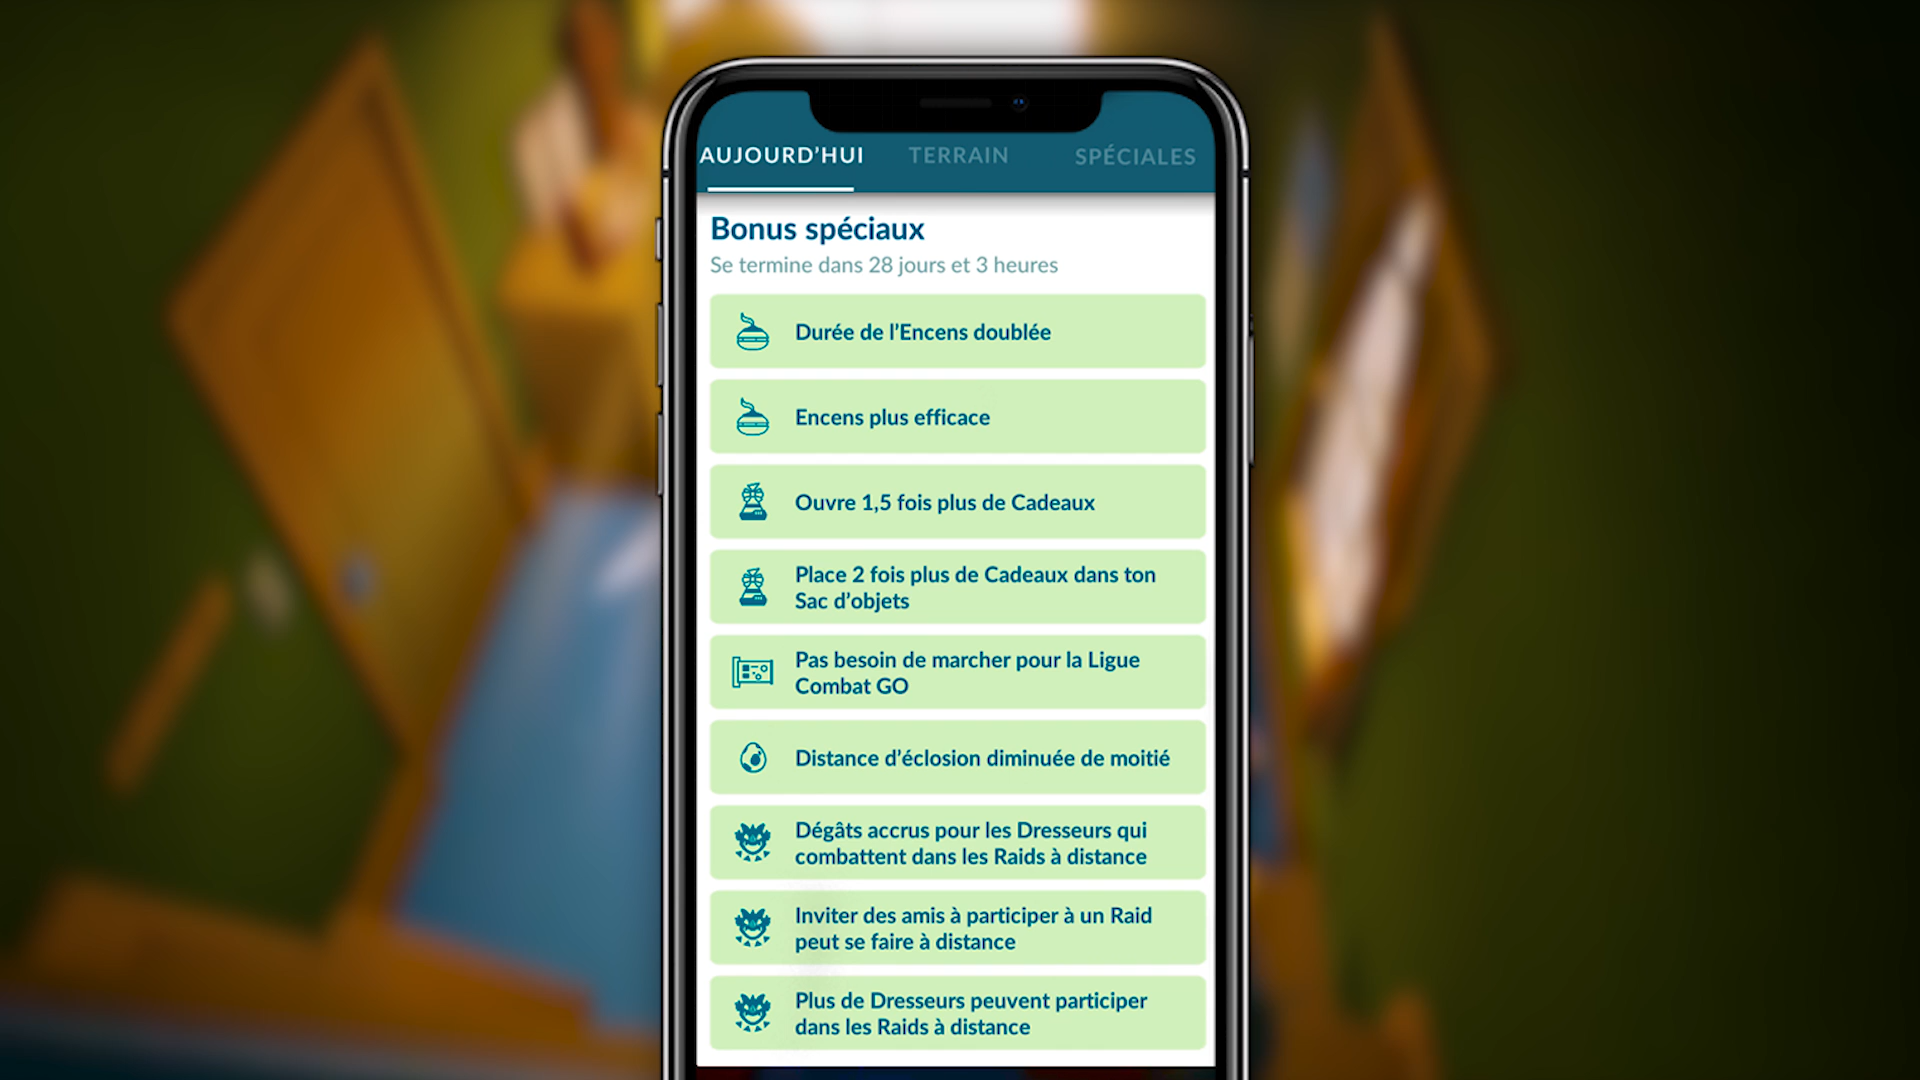 AUJOURD'HUI TERRAIN SPÉCIALES
Bonus spéciaux
Se termine dans 28 jours et 3 heures
Durée de l'Encens doublée
Encens plus efficace
Ouvre 1,5 fois plus de Cadeaux
Place 2 fois plus de Cadeaux dans ton
Sac d'objets
Pas besoin de marcher pour la Ligue
Combat GO
Distance d'éclosion diminuée de moitié
Dégâts accrus pour les Dresseurs qui
combattent dans les Raids à distance
Inviter des amis à participer à un Raid
peut se faire à distance
Plus de Dresseurs peuvent participer
dans les Raids à distance